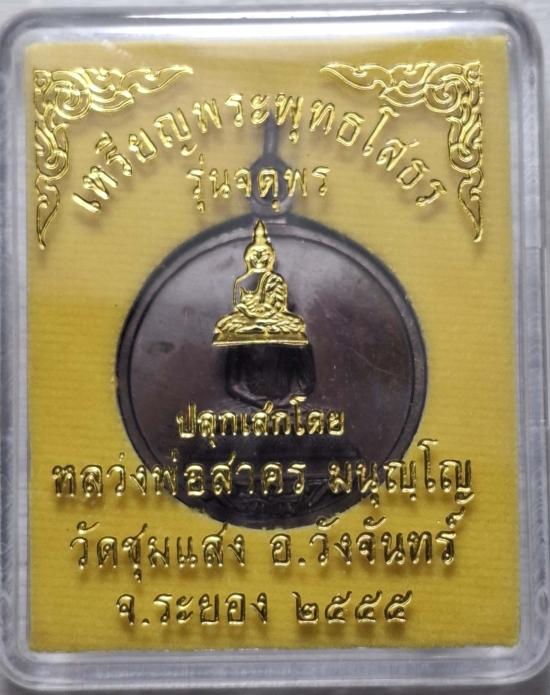 เหรียญพระพุทธโสธร
รุ่นจตุพร
ปลุกเสกโดย
หลวงพ่อสาคร มนุญฺโญ
วัดชุมแสง อ.วังจันทร์
จ.ระยอง ๒๕๕๕